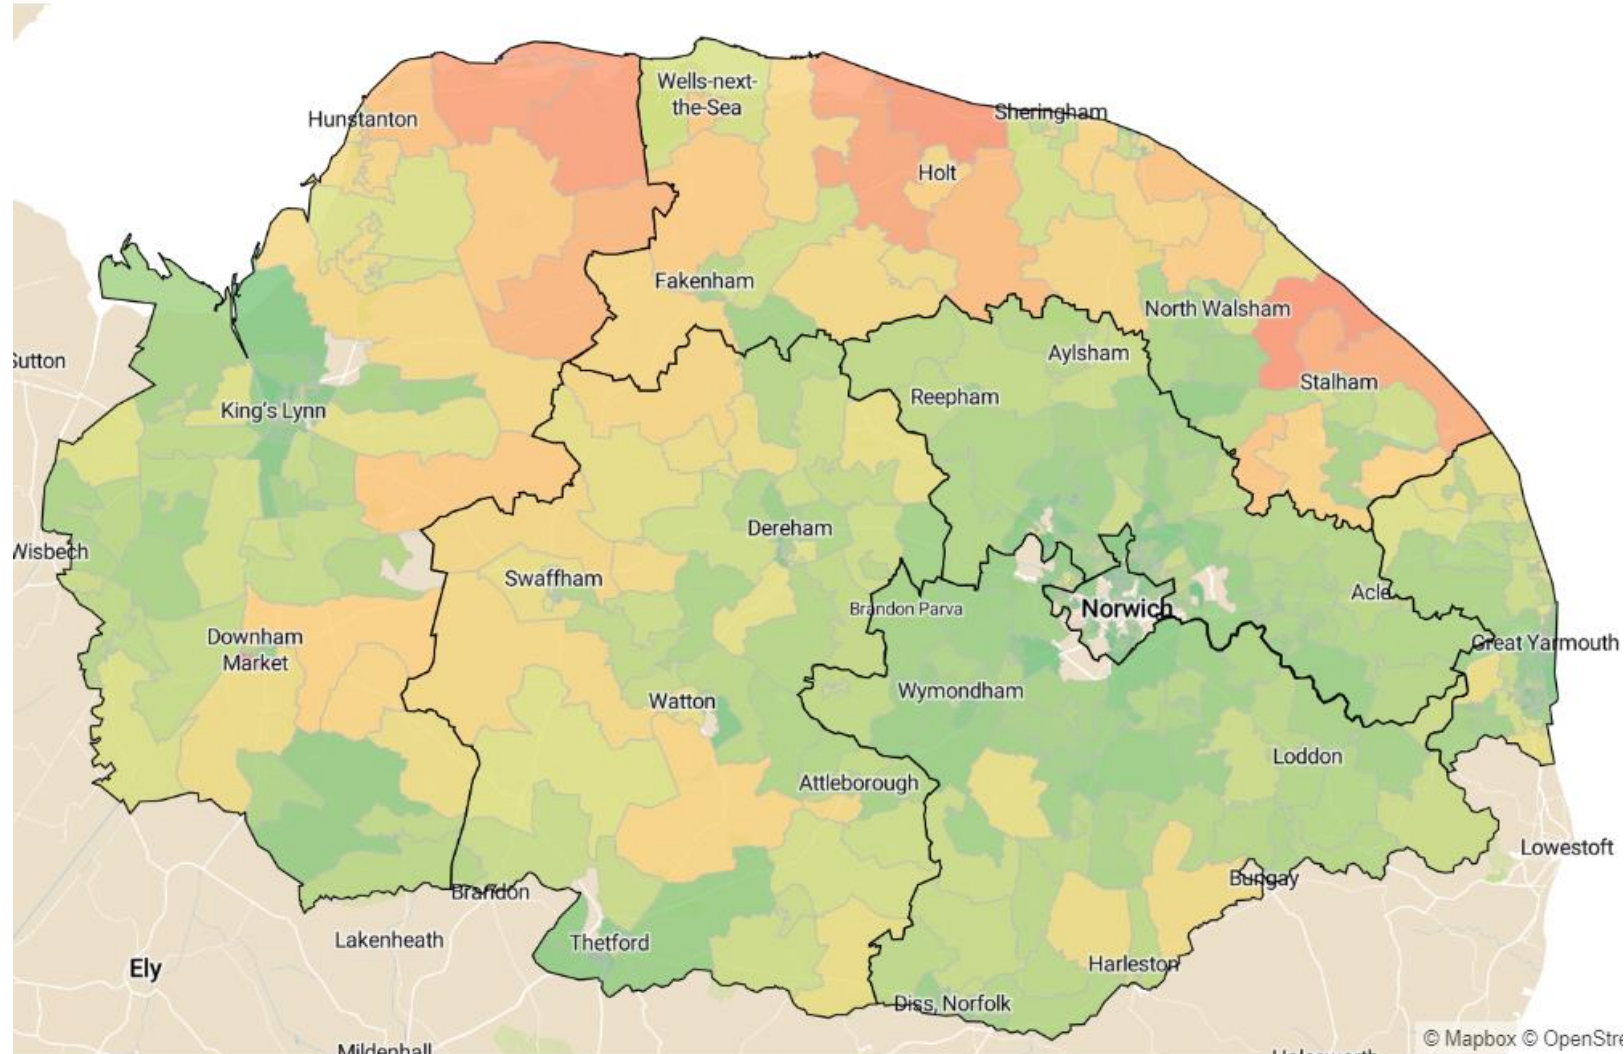 Wells-next-
the-Sea
Hunstanton
Sheringham
Holt
Fakenham
North Walsham
Sutton
Aylsham
Stalham
Reepham
King's Lynn
Dereham
Wisbech
Swaffham
Acle
Brandon Parva
Norwich
Downham
Market
Great Yarmouth
Wymondham
Watton
Loddon
Attleborough
Lowestoft
Bungay
Brandon
Lakenheath
Thetford
Ely
Harleston
Diss, Norfolk
© Mapbox © OpenStre
Mildenhall